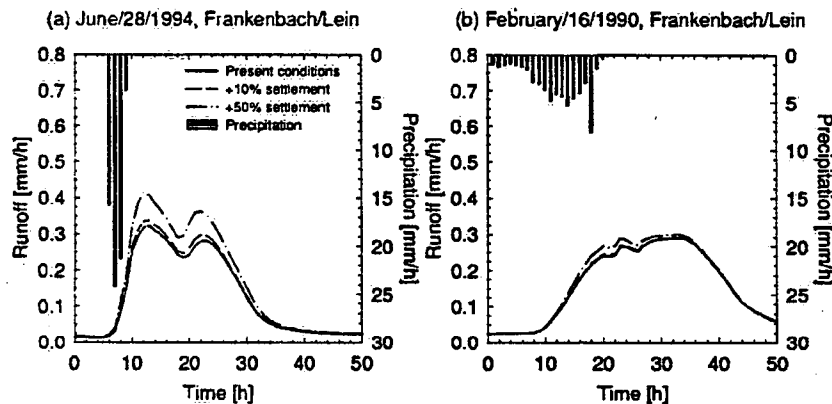 (a) June/28/1994, Frankenbach/Lein
0.8
0.7
0.6
0.5
0.4
0.3
0.2
0.1
0.0
Runoff [mm/h]
Present conditions
+10% settlement
+50% settlement
Precipitation
0
5
10
15
20
25
30
Precipitation [mm/h]
0 10 20 30 40 50
Time [h]
(b) February/16/1990, Frankenbach/Lein
0.8
0.7
0.6
0.5
0.4
0.3
0.2
0.1
0.0
Runoff [mm/h]
0
5
10
15
20
25
30
Precipitation [mm/h]
0 10 20 30 40 50
Time [h]